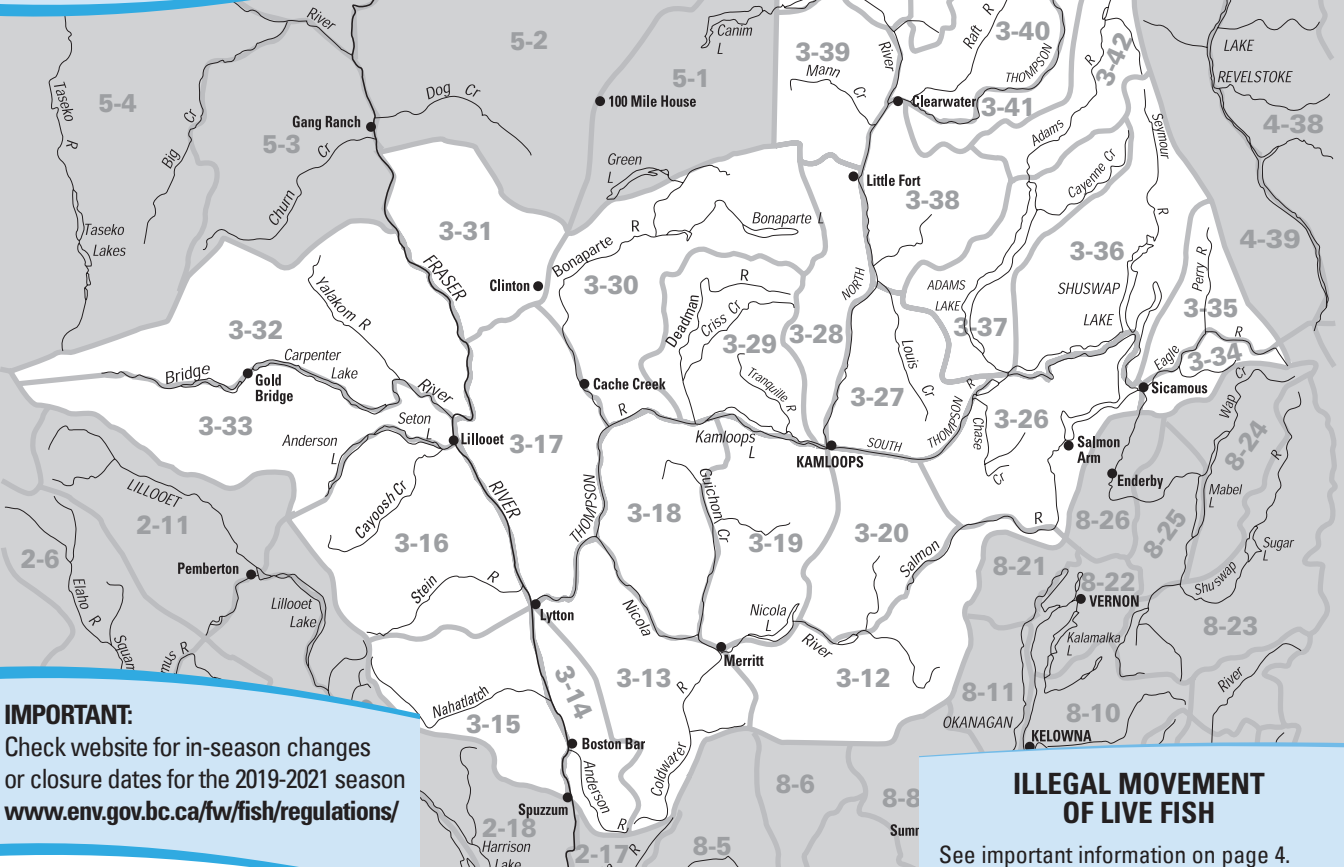 River
5-2
Canim
L
3-39
River
Raft R
3-40
THOMPSON
3-42
LAKE
REVELSTOKE
5-4
Taseko R
Big Cr
5-3
Gang Ranch
Dog Cr
100 Mile House
5-1
Mann
Cr
Clearwater
3-41
Adams R
Seymour
R
4-38
Churn
Cr
Green
L
Little Fort
3-38
Cayenne Cr
Taseko
Lakes
3-31
Bonaparte R
Bonaparte L
3-36
4-39
FRASER
Clinton
3-30
NORTH
ADAMS
LAKE
SHUSWAP
LAKE
Perry R
3-35
Yalakom R
Deadman
R
Criss Cr
3-29
3-28
3-37
3-32
Carpenter
Lake
Bridge
River
Gold
Bridge
Cache Creek
Tranquille R
Louis
Cr
3-27
Eagle
R
3-34
Sicamous
3-33
Seton
L
Anderson
L
Lillooet
3-17
R
Kamloops
L
KAMLOOPS
SOUTH
THOMPSON
R
Chase
Cr
3-26
Salmon
Arm
Wap
Cr
8-24
Enderby
LILLOOET
2-11
Cayoosh Cr
RIVER
THOMPSON
3-18
Guichon Cr
3-19
3-20
Salmon
R
8-26
8-25
Mabel
L
R
Sugar
L
2-6
3-16
Pemberton
Stein
R
Lytton
Nicola
Nicola
L
8-21
8-22
VERNON
Shuswap
Elaho R
Squam
mus R
Lillooet
Lake
Merritt
River
3-12
Kalamalka
L
8-23
3-13
R
3-14
Nahatlatch
3-15
8-11
OKANAGAN
8-10
River
KELOWNA
Boston Bar
Anderson
R
Coldwater
Spuzzum
8-6
8-8
Summ
2-18
Harrison
Lake
2-17
R
8-5
IMPORTANT:
Check website for in-season changes
or closure dates for the 2019-2021 season
www.env.gov.bc.ca/fw/fish/regulations/
ILLEGAL MOVEMENT
OF LIVE FISH
See important information on page 4.